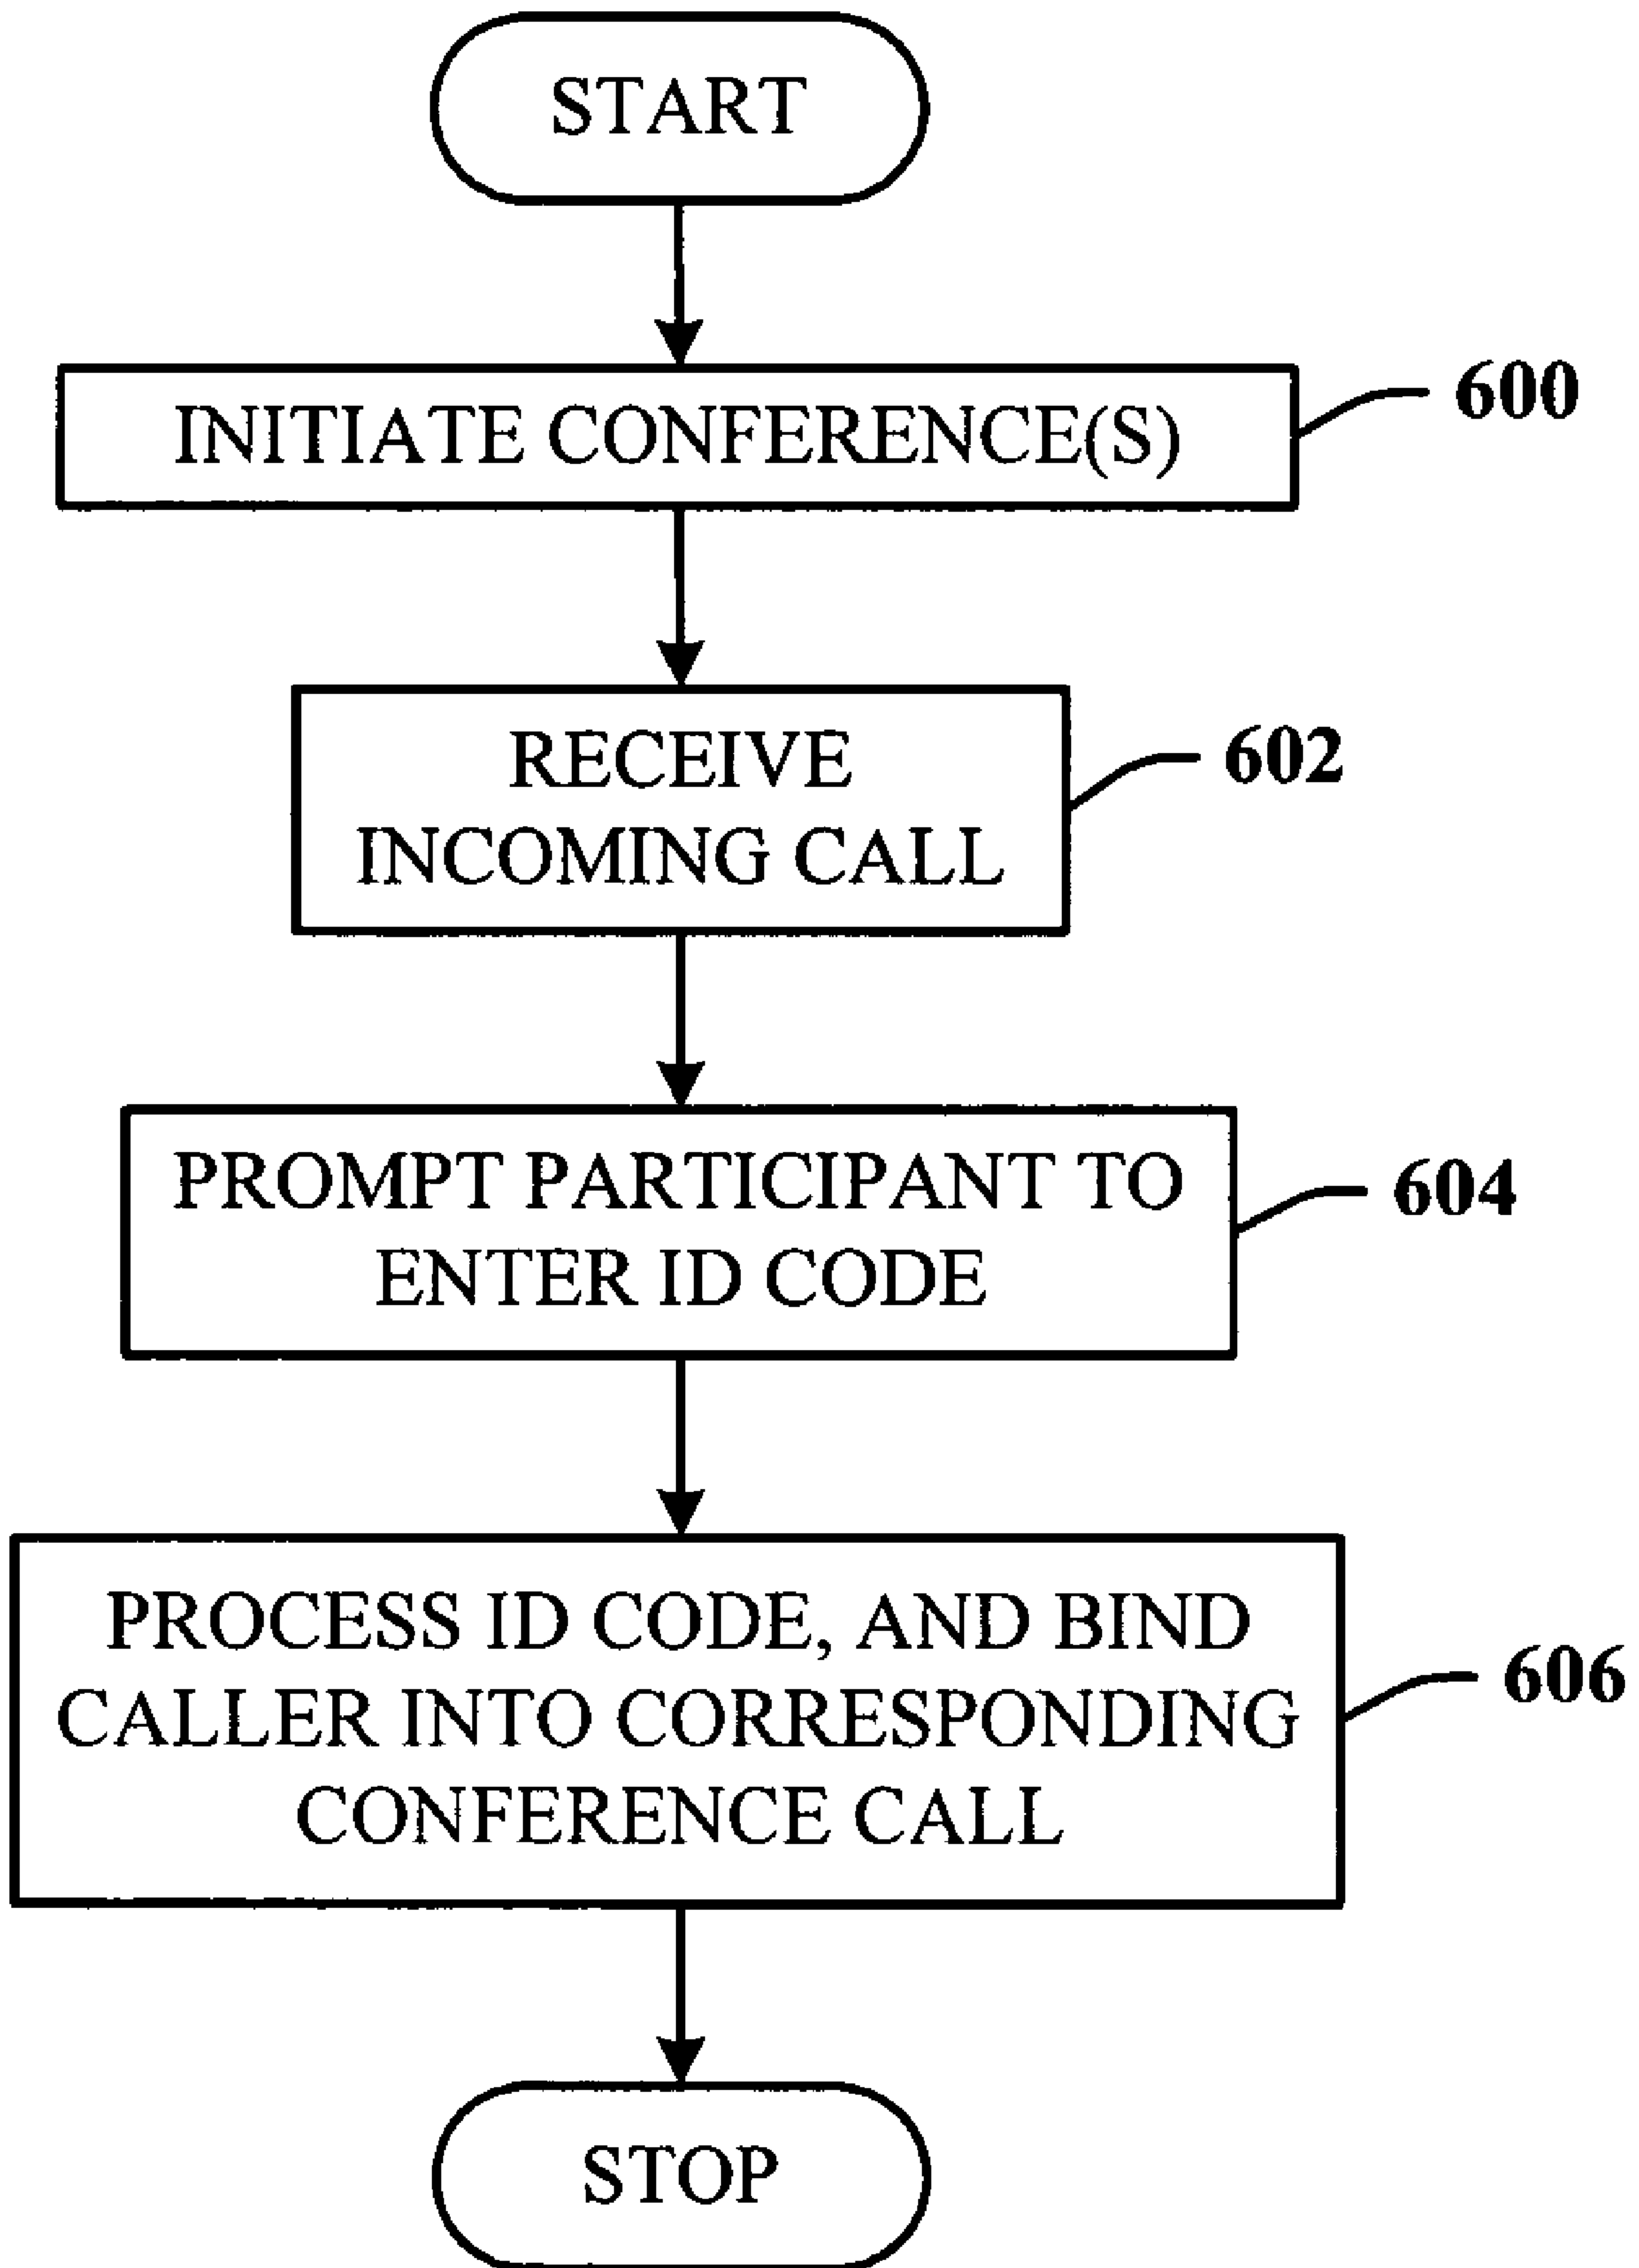 START
INITIATE CONFERENCE(S)
600
RECEIVE
INCOMING CALL
602
PROMPT PARTICIPANT TO
ENTER ID CODE
604
PROCESS ID CODE, AND BIND
CALLER INTO CORRESPONDING
CONFERENCE CALL
606
STOP